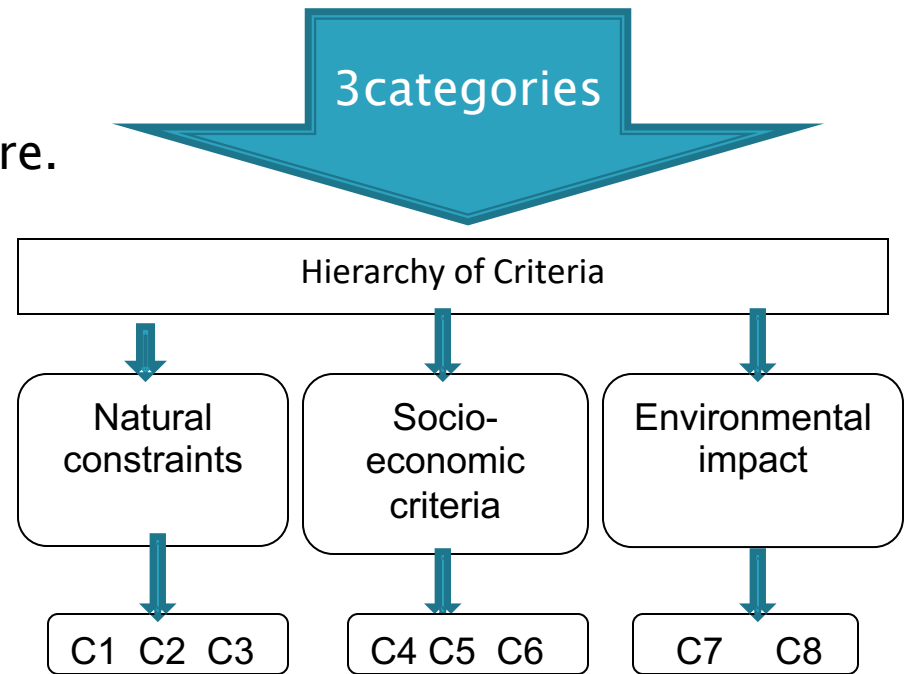 3categories
re.
Hierarchy of Criteria
Natural
constraints
Socio-
economic
criteria
Environmental
impact
C1 C2 C3
C4 C5 C6
C7 C8